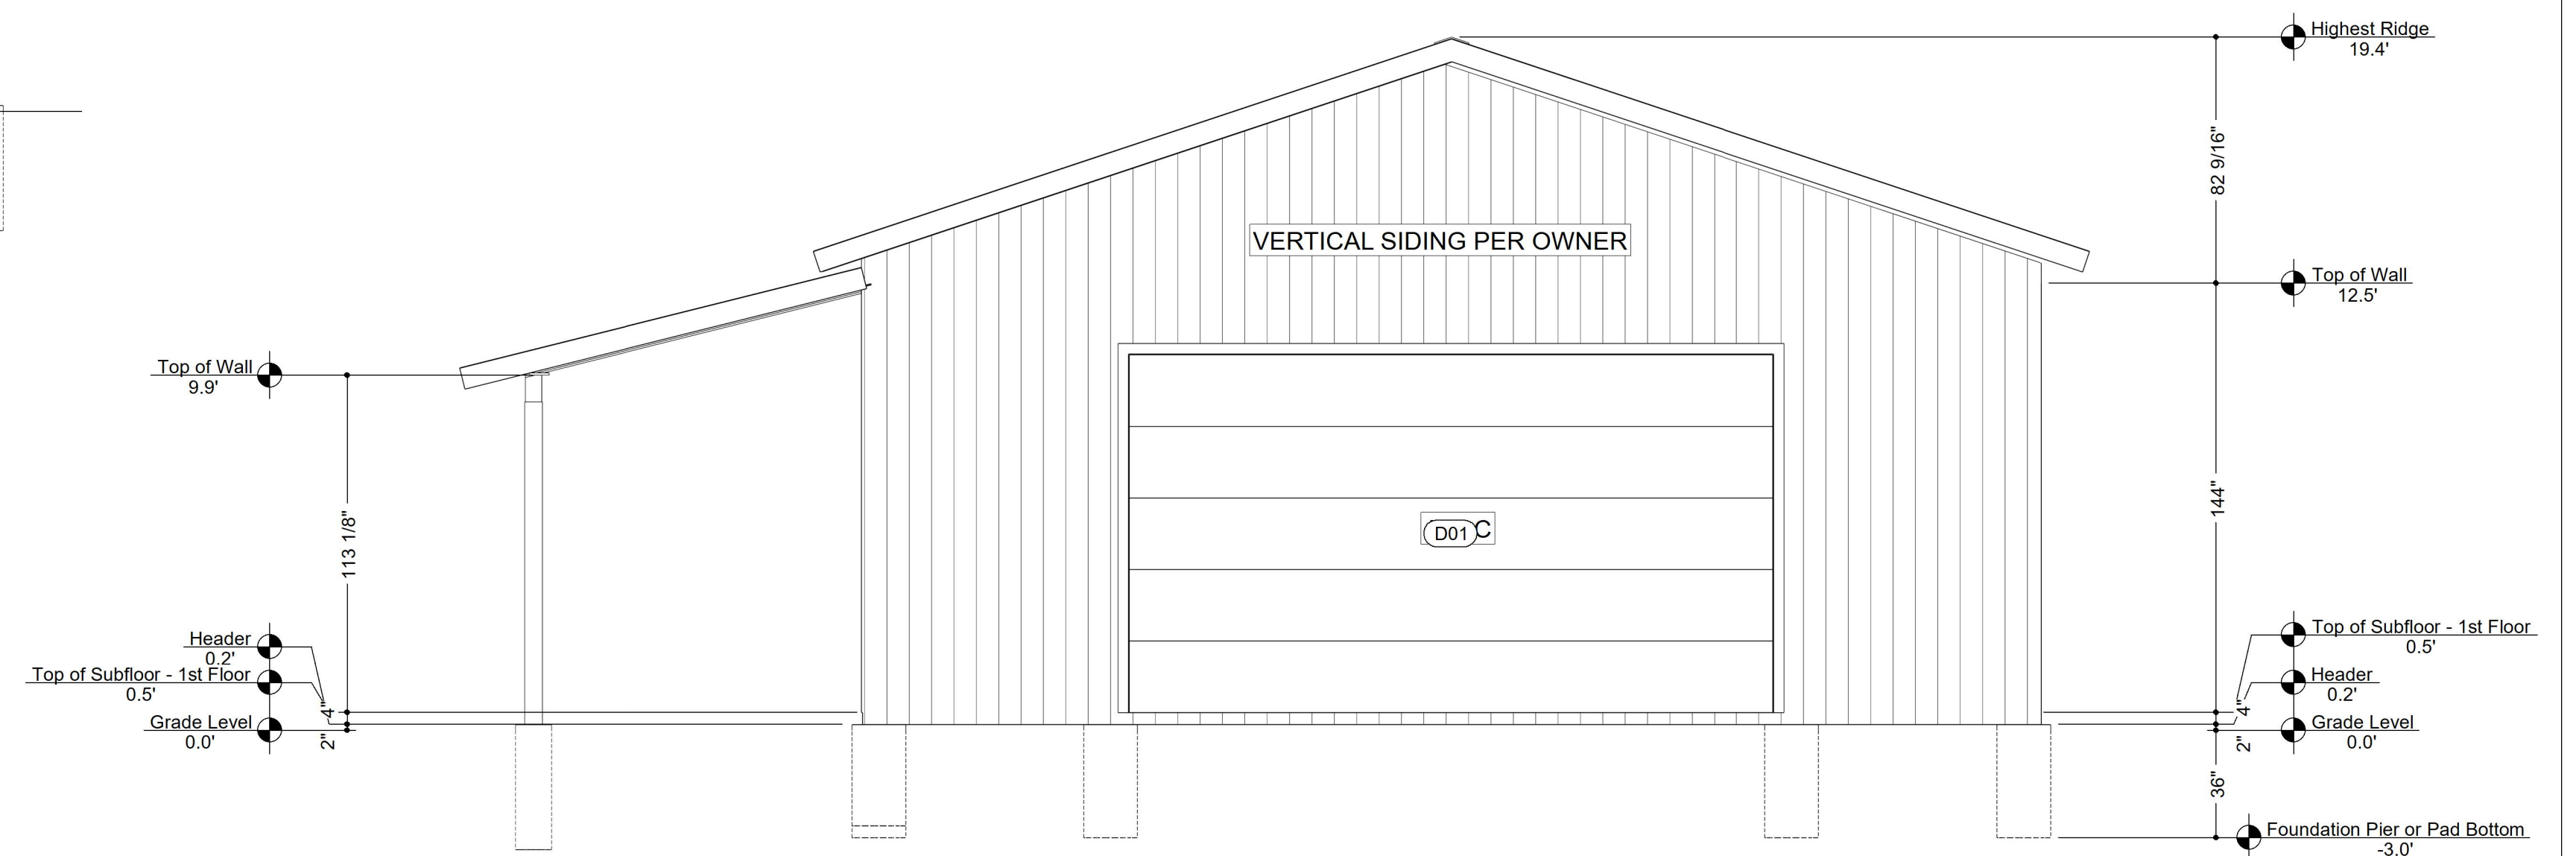 Highest Ridge
19.4'
82 9/16"
VERTICAL SIDING PER OWNER
Top of Wall
12.5'
Top of Wall
9.9'
144"
113 1/8"
D01
C
Header
0.2'
Top of Subfloor - 1st Floor
0.5'
Grade Level
0.0'
4"
2"
Top of Subfloor - 1st Floor
0.5'
Header
0.2'
Grade Level
0.0'
4"
2"
36"
Foundation Pier or Pad Bottom
-3.0'